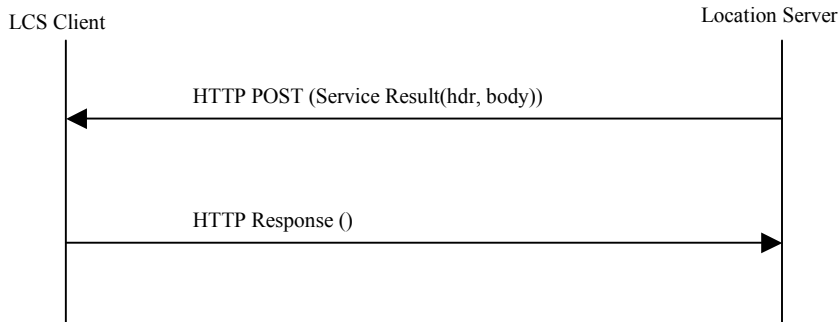 LCS Client
Location Server
HTTP POST (Service Result(hdr, body))
HTTP Response ()